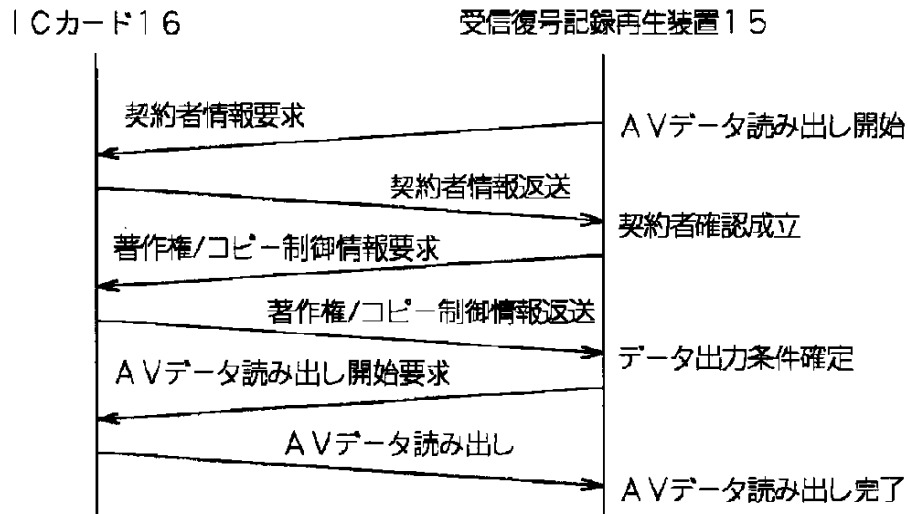 ICカード16
受信復号記録再生装置15
契約者情報要求
AVデータ読み出し開始
契約者情報返送
契約者確認成立
著作権/コピー制御情報要求
著作権/コピー制御情報返送
データ出力条件確定
AVデータ読み出し開始要求
AVデータ読み出し
AVデータ読み出し完了